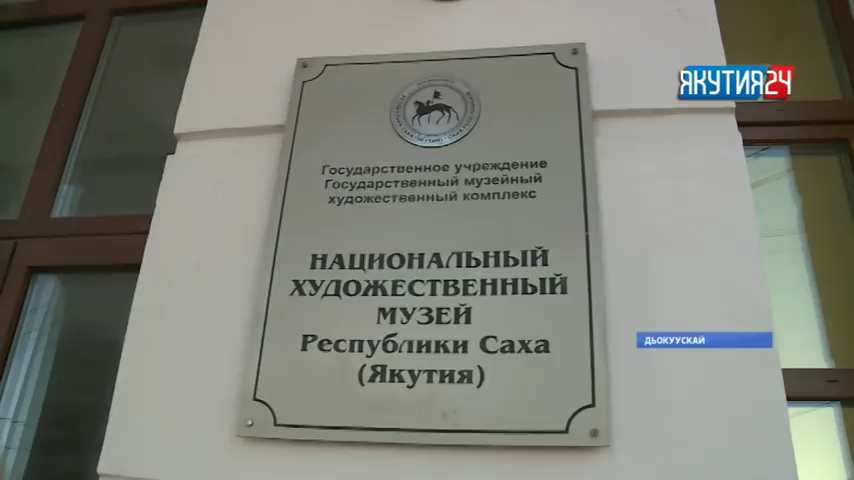 ЯКУТИЯ24
Государственное учреждение
Государственный музейный
художественный комплекс
НАЦИОНАЛЬНЫЙ
ХУДОЖЕСТВЕННЫЙ
МУЗЕЙ
Республики Саха
(Якутия)
ДЬОКУУСКАЙ